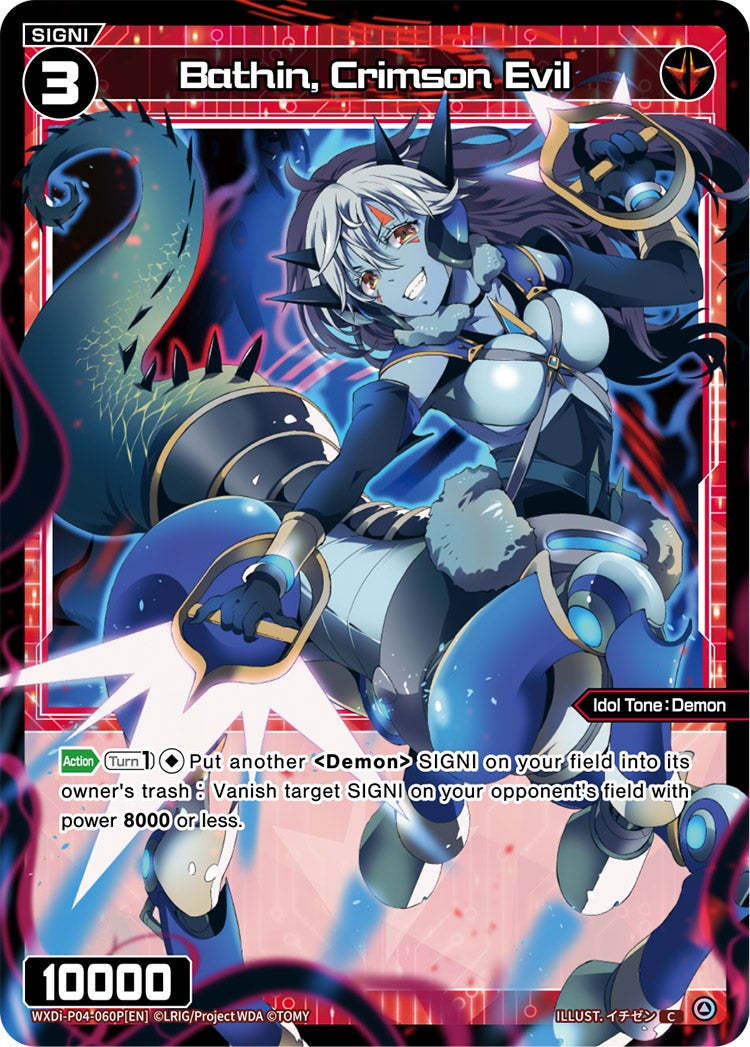 SIGNI
3
Bathin, Crimson Evil
Idol Tone:Demon
Action Turn 1 Put another <Demon> SIGNI on your field into its
owner's trash : Vanish target SIGNI on your opponent's field with
power 8000 or less.
10000
WXDi-P04-060P[EN] ©LRIG/Project WDA ©TOMY
ILLUST. イチゼン C